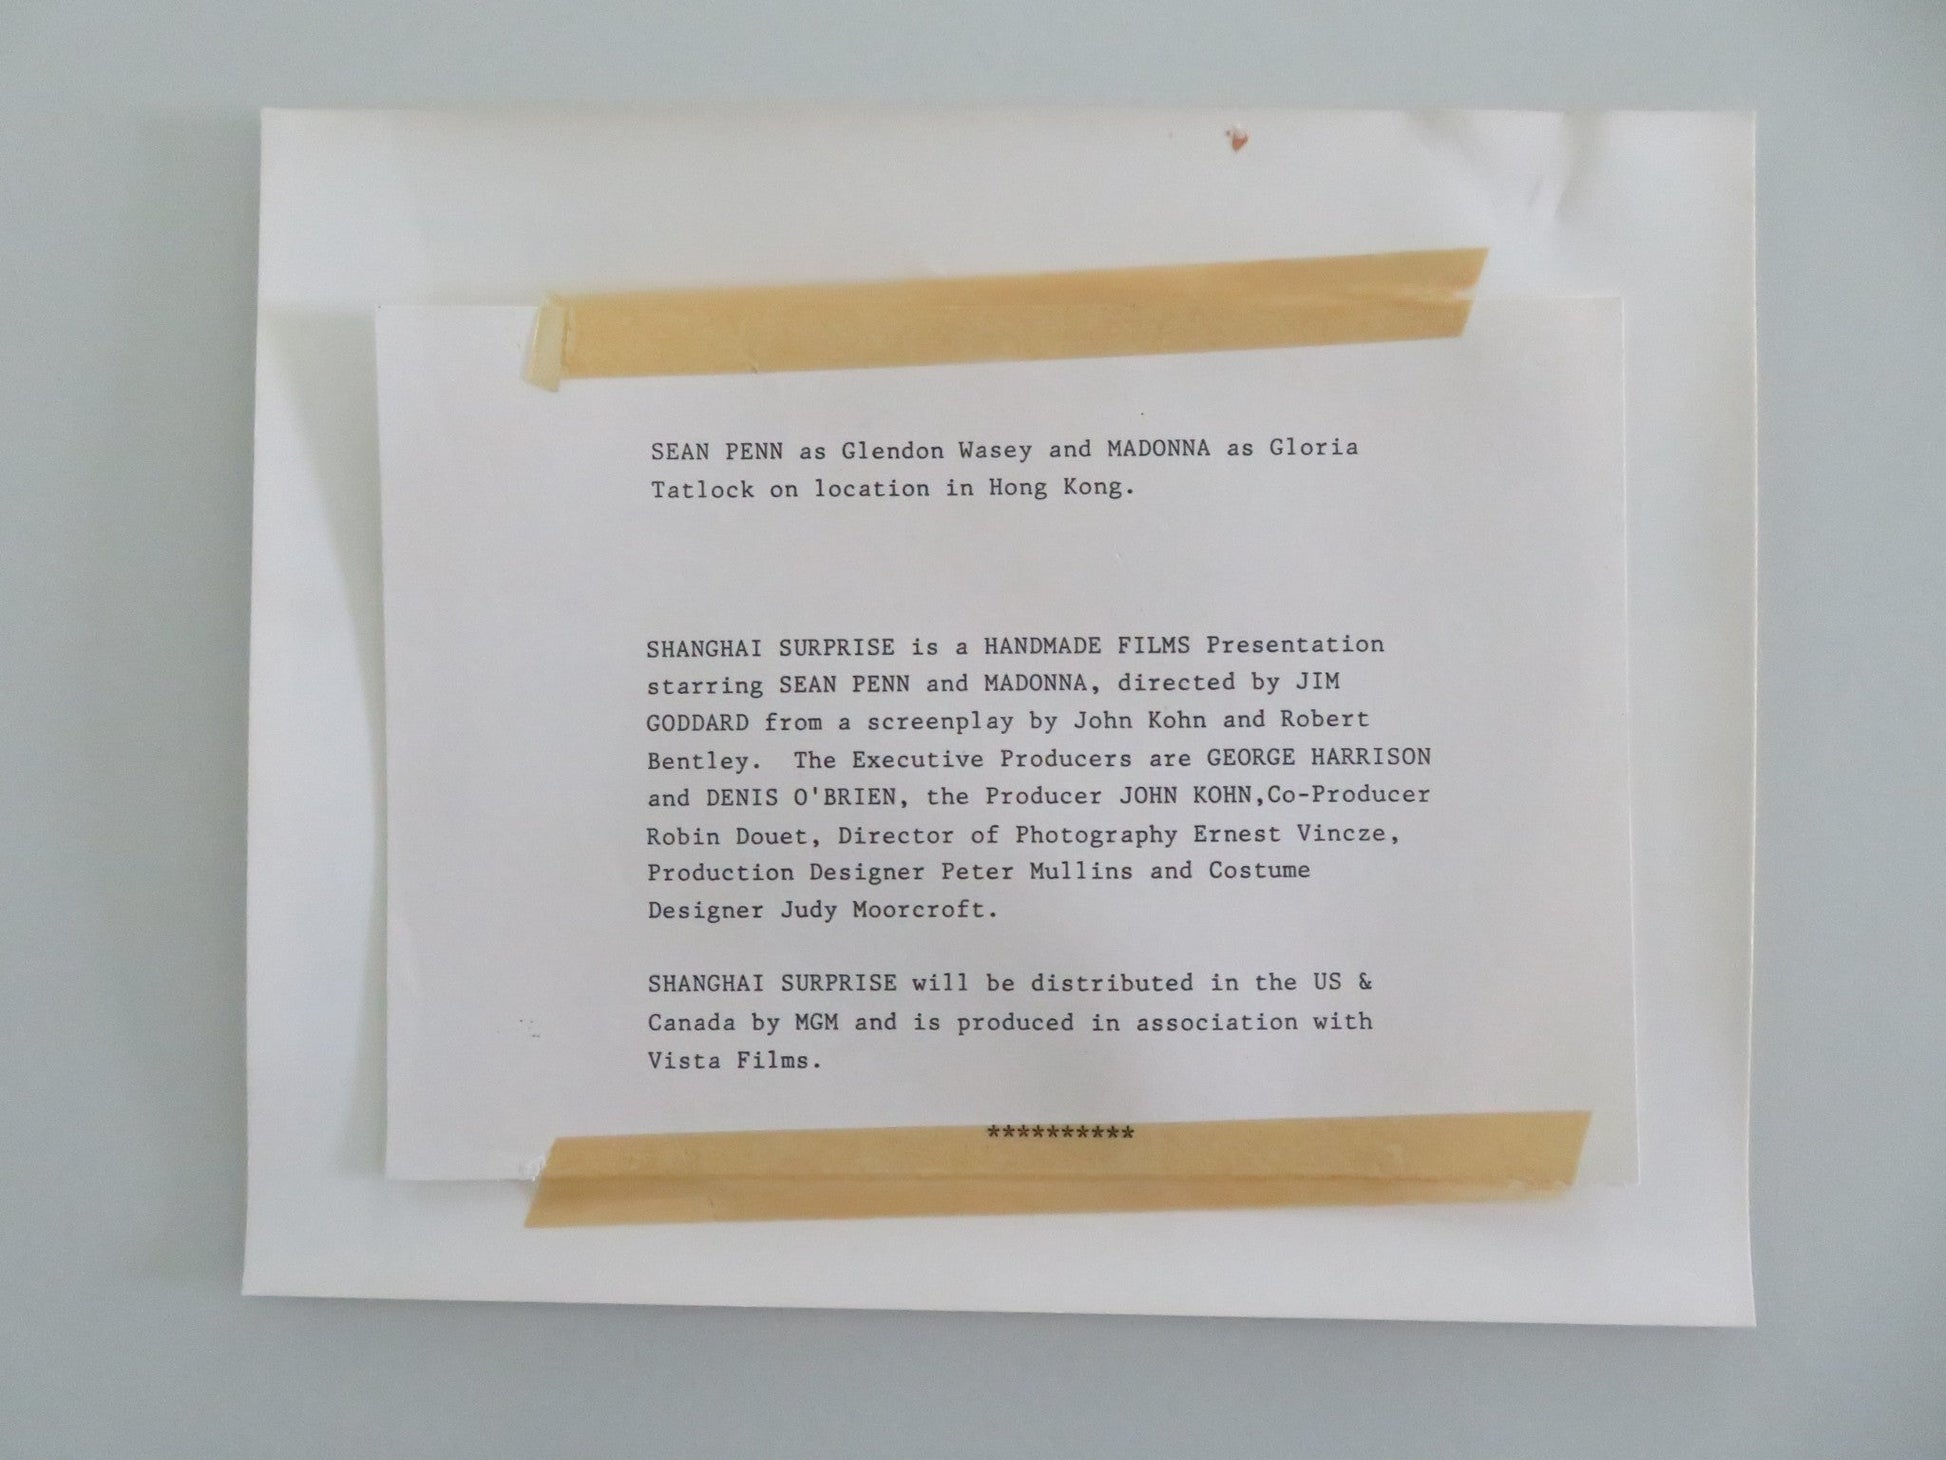 SEAN PENN as Glendon Wasey and MADONNA as Gloria
Tatlock on location in Hong Kong.
SHANGHAI SURPRISE is a HANDMADE FILMS Presentation
starring SEAN PENN and MADONNA, directed by JIM
GODDARD from a screenplay by John Kohn and Robert
Bentley.  The Executive Producers are GEORGE HARRISON
and DENIS O'BRIEN, the Producer JOHN KOHN,Co-Producer
Robin Douet, Director of Photography Ernest Vincze,
Production Designer Peter Mullins and Costume
Designer Judy Moorcroft.
SHANGHAI SURPRISE will be distributed in the US &
Canada by MGM and is produced in association with
Vista Films.
**********